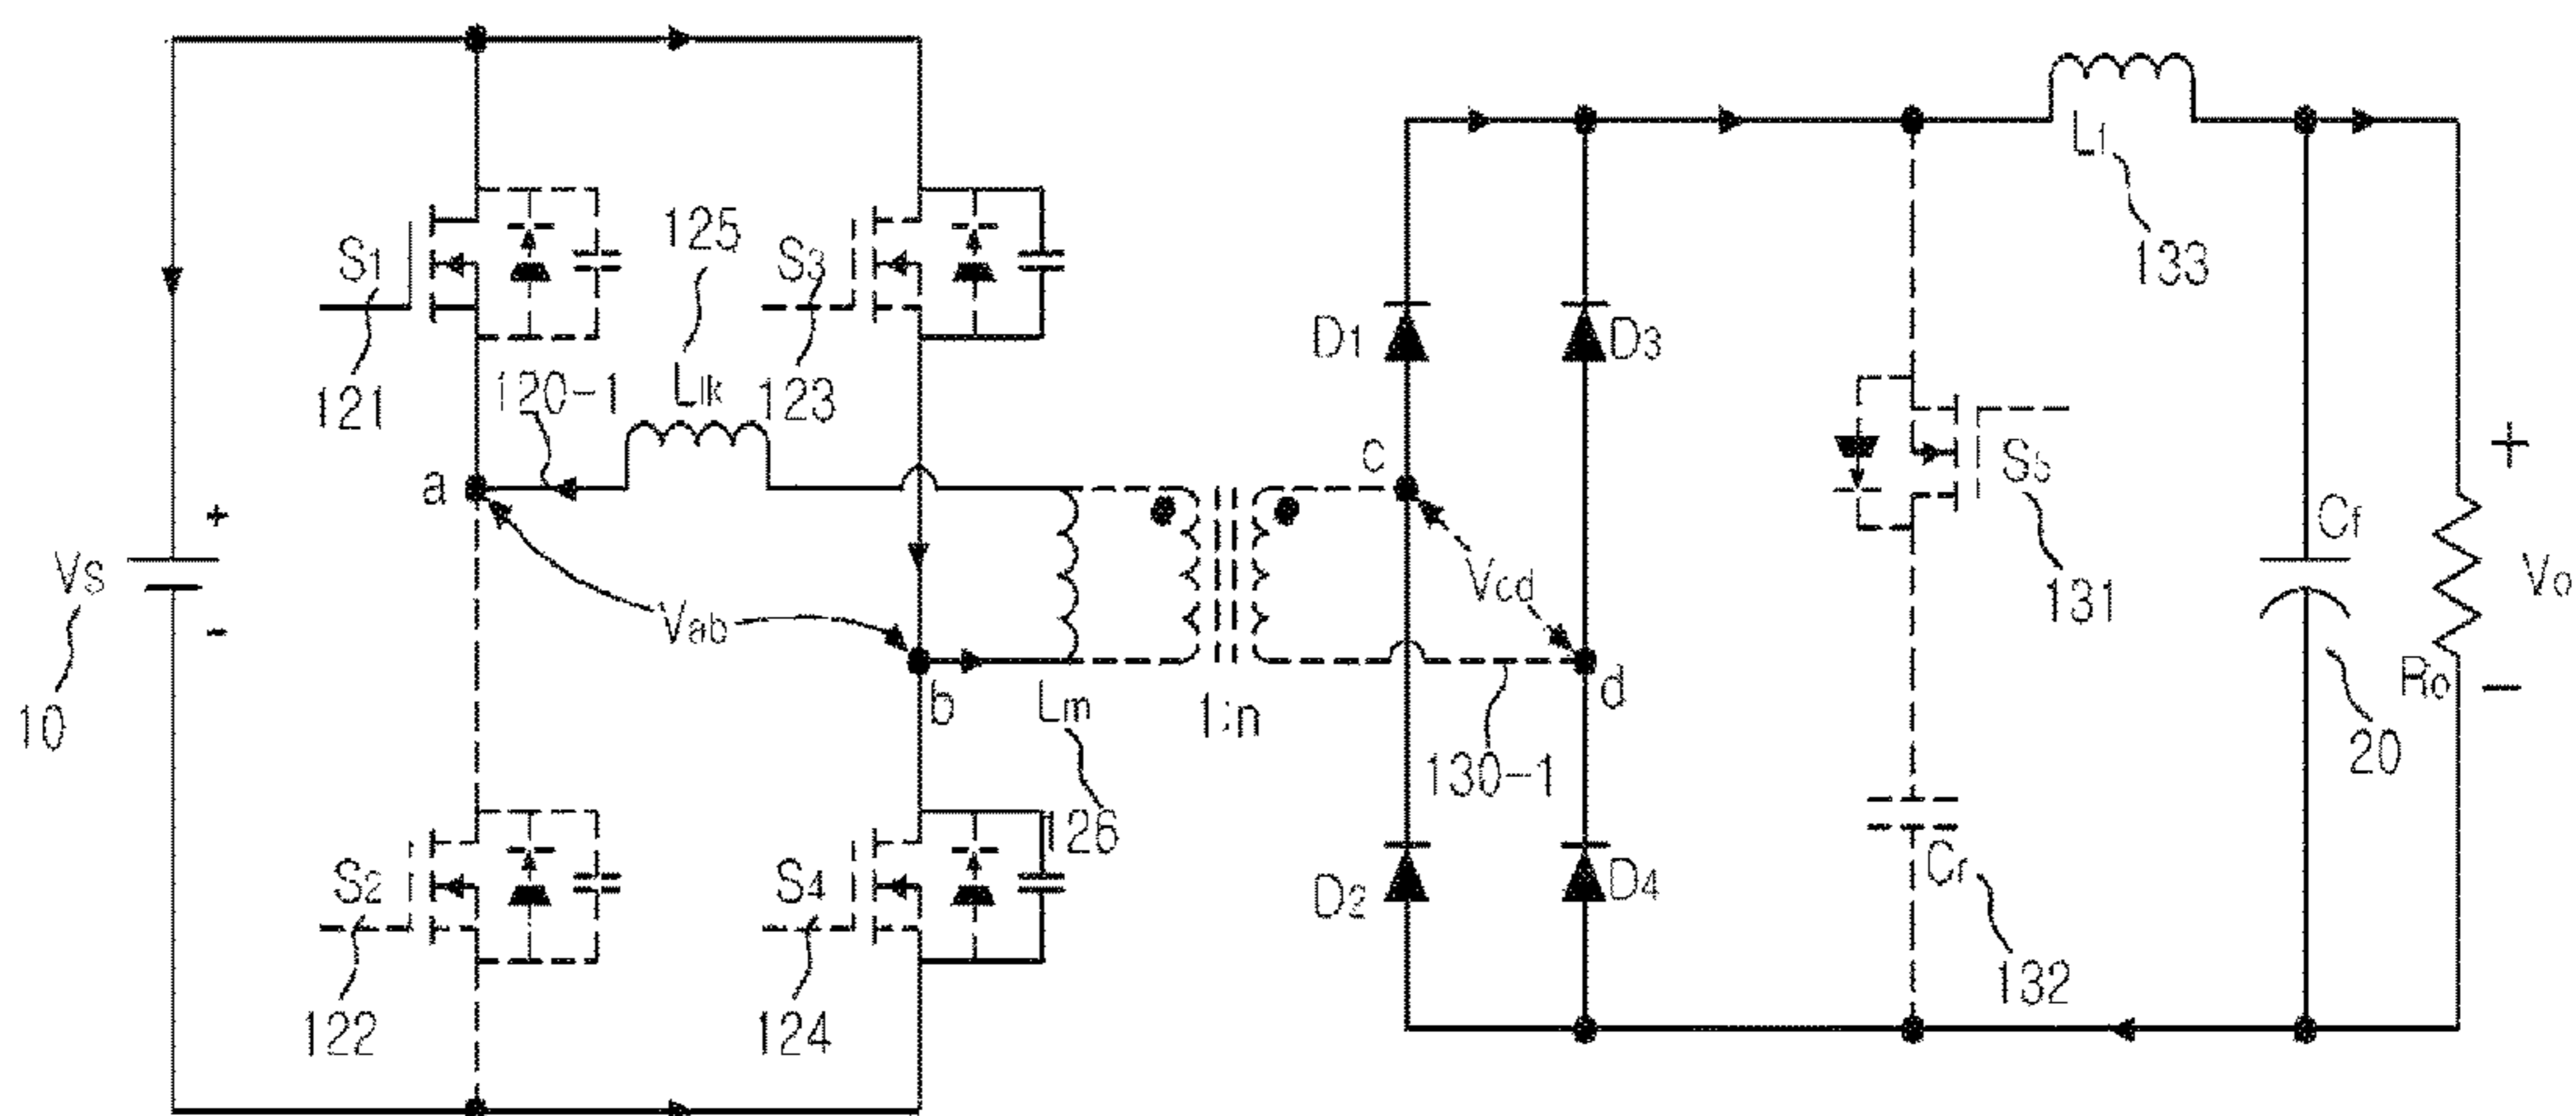 S1
121
120-1
125
Llk
S3
123
a
Vs
10
+
-
Vab
b
Lm
126
S2
122
S4
124
1:n
c
d
Vcd
130-1
D1
D3
D2
D4
Lf
133
S5
131
Cr
132
Cf
20
Ro
+
Vo
-